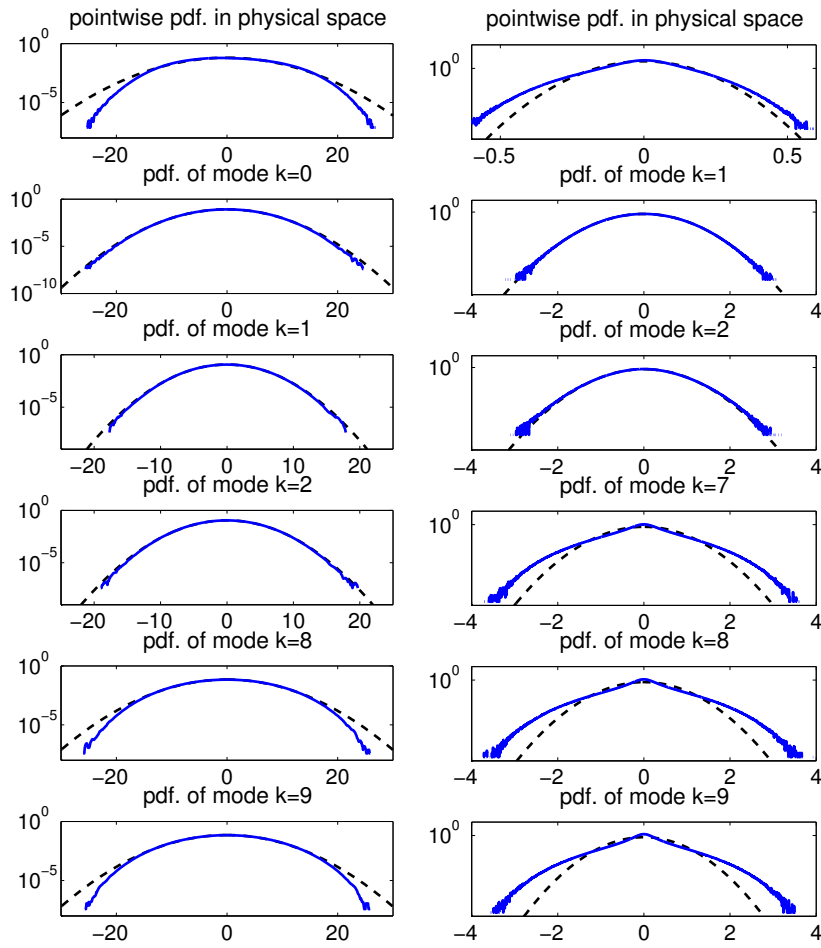 pointwise pdf. in physical space
10^0
10^-5
−20 0 20
pdf. of mode k=0
10^0
10^-5
10^-10
−20 0 20
pdf. of mode k=1
10^0
10^-5
−20 −10 0 10 20
pdf. of mode k=2
10^0
10^-5
−20 −10 0 10 20
pdf. of mode k=8
10^0
10^-5
−20 0 20
pdf. of mode k=9
10^0
10^-5
−20 0 20
pointwise pdf. in physical space
10^0
−0.5 0 0.5
pdf. of mode k=1
10^0
−4 −2 0 2 4
pdf. of mode k=2
10^0
−4 −2 0 2 4
pdf. of mode k=7
10^0
−4 −2 0 2 4
pdf. of mode k=8
10^0
−4 −2 0 2 4
pdf. of mode k=9
10^0
−4 −2 0 2 4